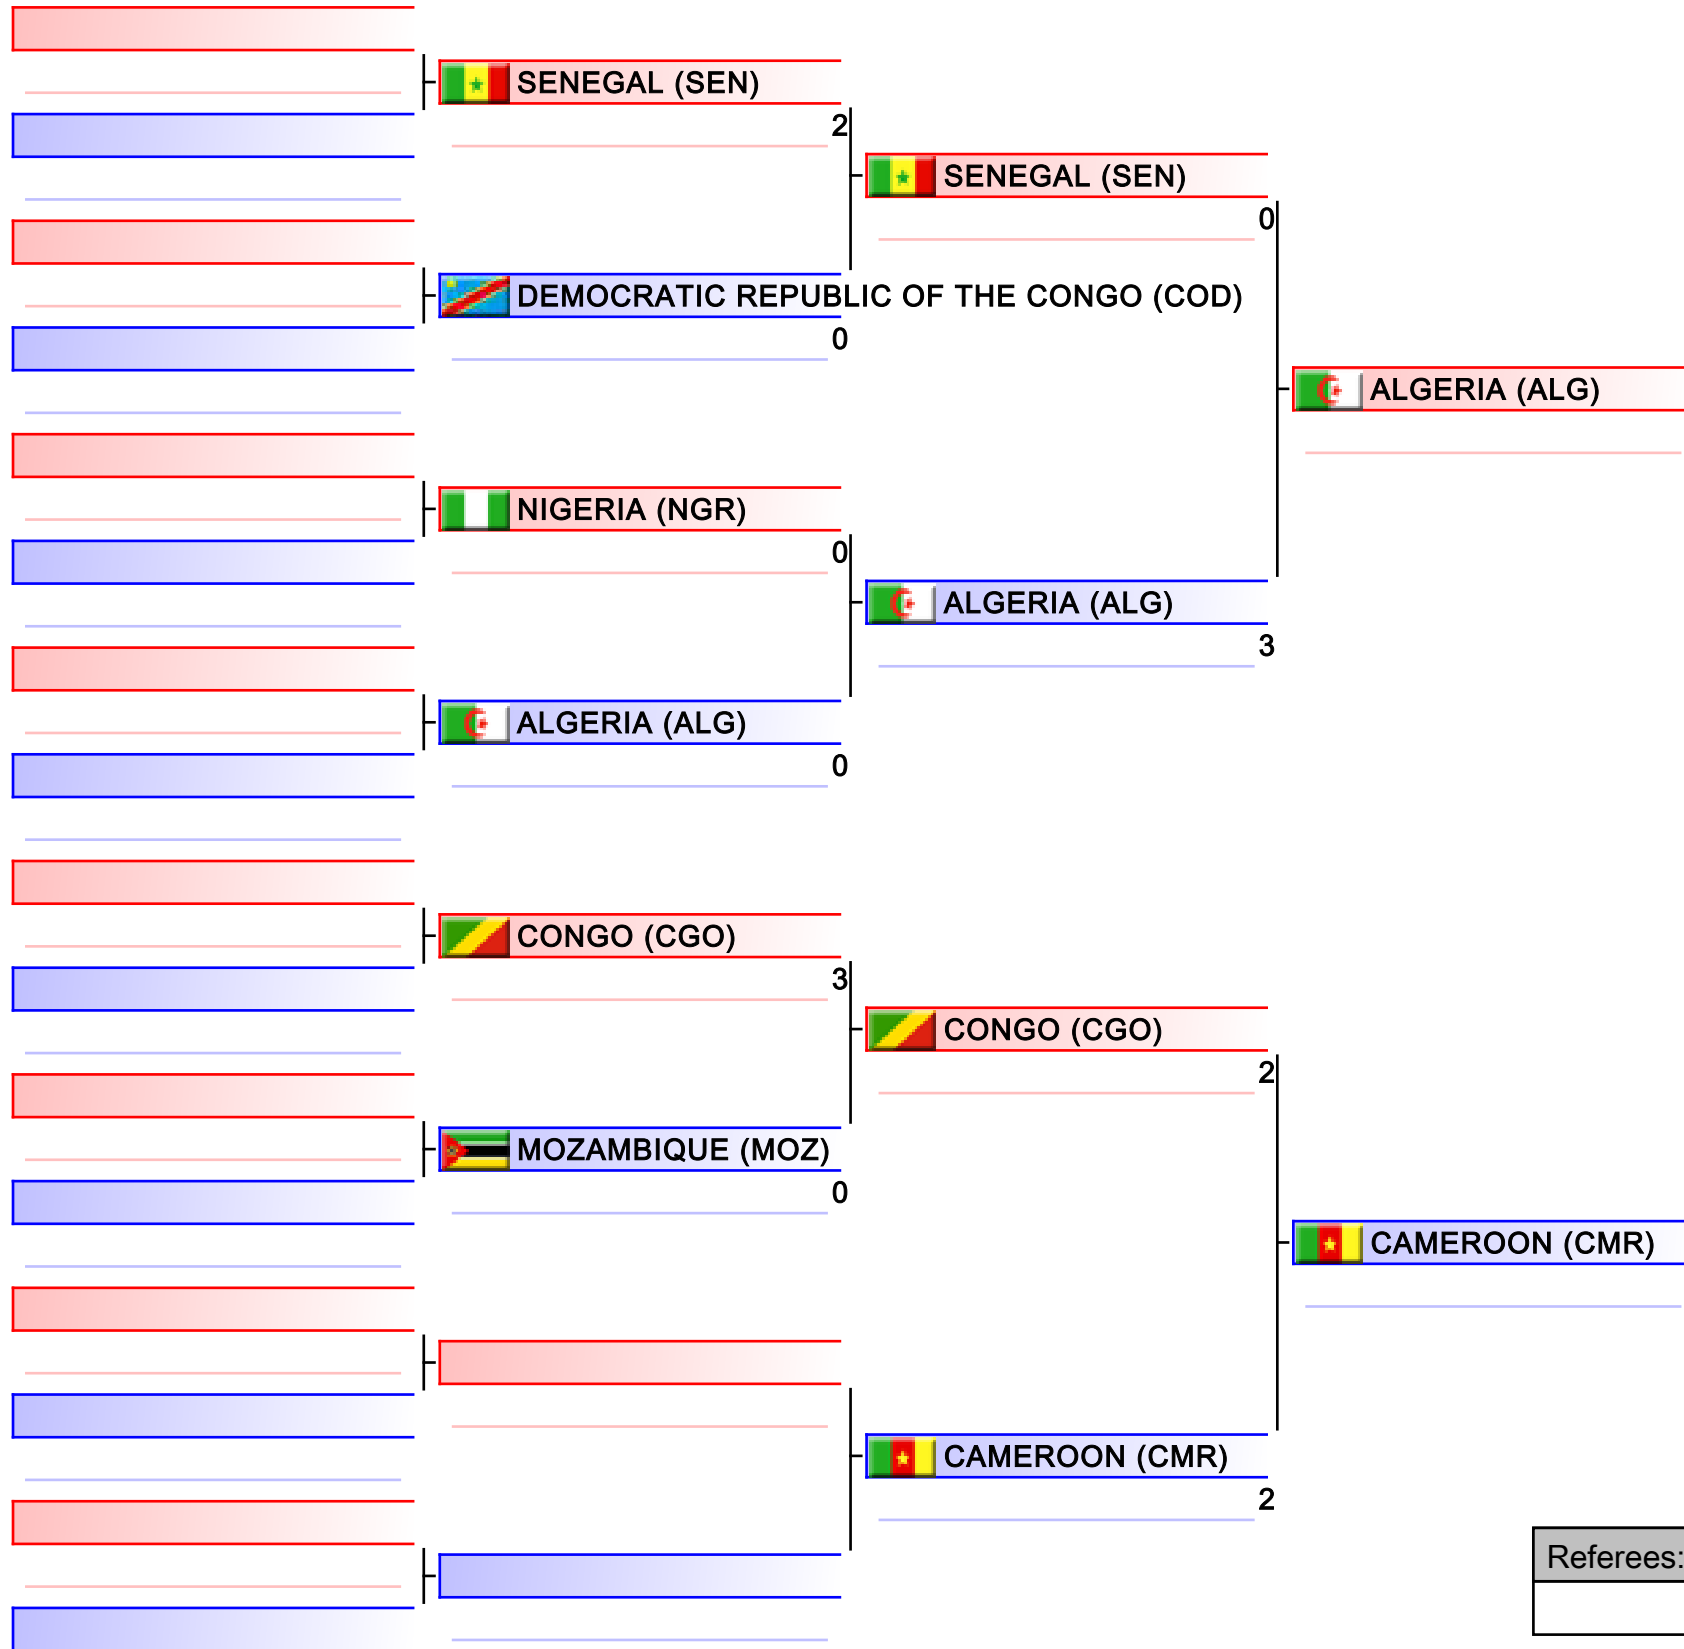 SENEGAL (SEN)
2
SENEGAL (SEN)
0
DEMOCRATIC REPUBLIC OF THE CONGO (COD)
0
ALGERIA (ALG)
NIGERIA (NGR)
0
ALGERIA (ALG)
3
ALGERIA (ALG)
0
CONGO (CGO)
3
CONGO (CGO)
2
MOZAMBIQUE (MOZ)
0
CAMEROON (CMR)
CAMEROON (CMR)
2
Referees: